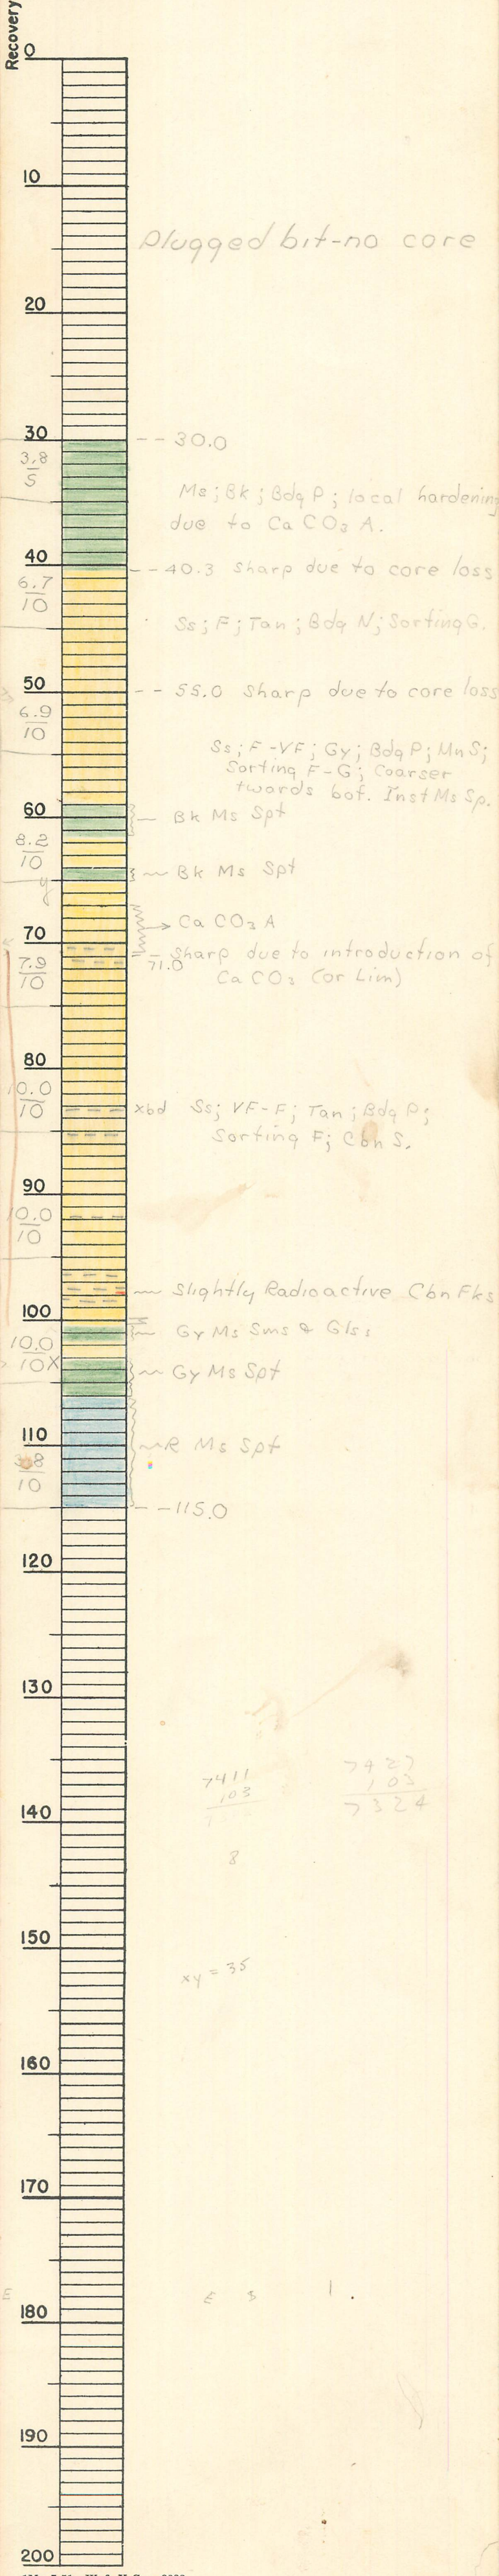 Recovery
0
10
Plugged bit-no core
20
30
-- 30.0
3.8
5
Ms; Bk; Bdg P; local hardening
due to CaCO3 A.
40
-- 40.3 Sharp due to core loss
6.7
10
Ss; F; Tan; Bdg N; Sorting G.
50
-- 55.0 Sharp due to core loss
6.9
10
Ss; F-VF; Gy; Bdg P; Mn S;
Sorting F-G; Coarser
twards bot. Inst Ms Sp.
60
Bk Ms Spt
8.2
10
Bk Ms Spt
CaCO3 A
70
Sharp due to introduction of
71.0
CaCO3 (or Lim)
7.9
10
80
10.0
10
xbd Ss; VF-F; Tan; Bdg P;
Sorting F; Cbn S.
90
10.0
10
Slightly Radioactive Cbn Fks
100
Gy Ms Sms & Gls;
10.0
10X
Gy Ms Spt
110
R Ms Spt
3.8
10
--115.0
120
130
7411
103
7427
103
7324
140
8
150
xy = 35
160
170
E
E 3
180
190
200